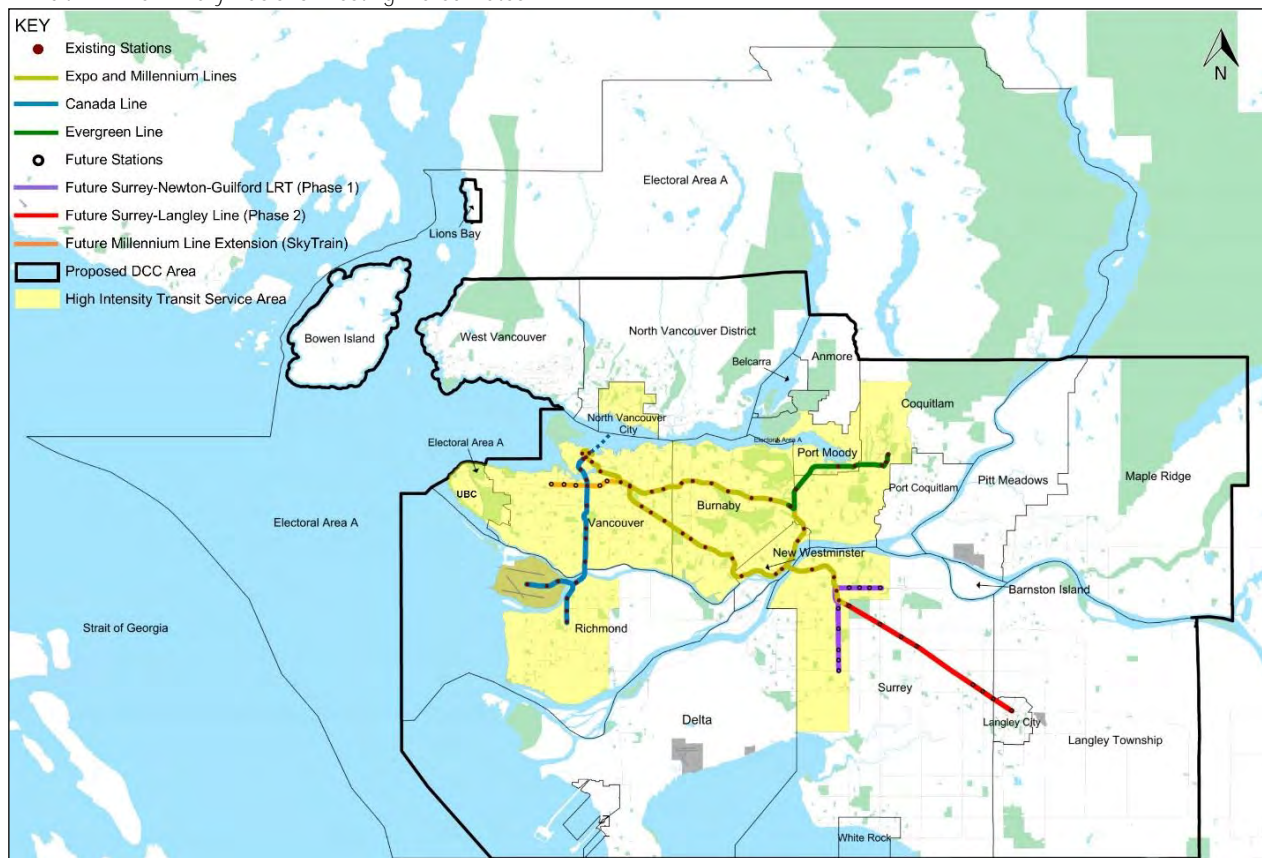 KEY
Existing Stations
Expo and Millennium Lines
Canada Line
Evergreen Line
Future Stations
Future Surrey-Newton-Guilford LRT (Phase 1)
Future Surrey-Langley Line (Phase 2)
Future Millennium Line Extension (SkyTrain)
Proposed DCC Area
High Intensity Transit Service Area
N
Electoral Area A
Lions Bay
Bowen Island
West Vancouver
North Vancouver District
Belcarra
Anmore
Coquitlam
North Vancouver
City
Electoral Area A
Electoral Area A
Port Moody
UBC
Burnaby
Port Coquitlam
Pitt Meadows
Maple Ridge
Electoral Area A
Vancouver
New Westminster
Barnston Island
Strait of Georgia
Richmond
Surrey
Delta
Langley City
Langley Township
White Rock